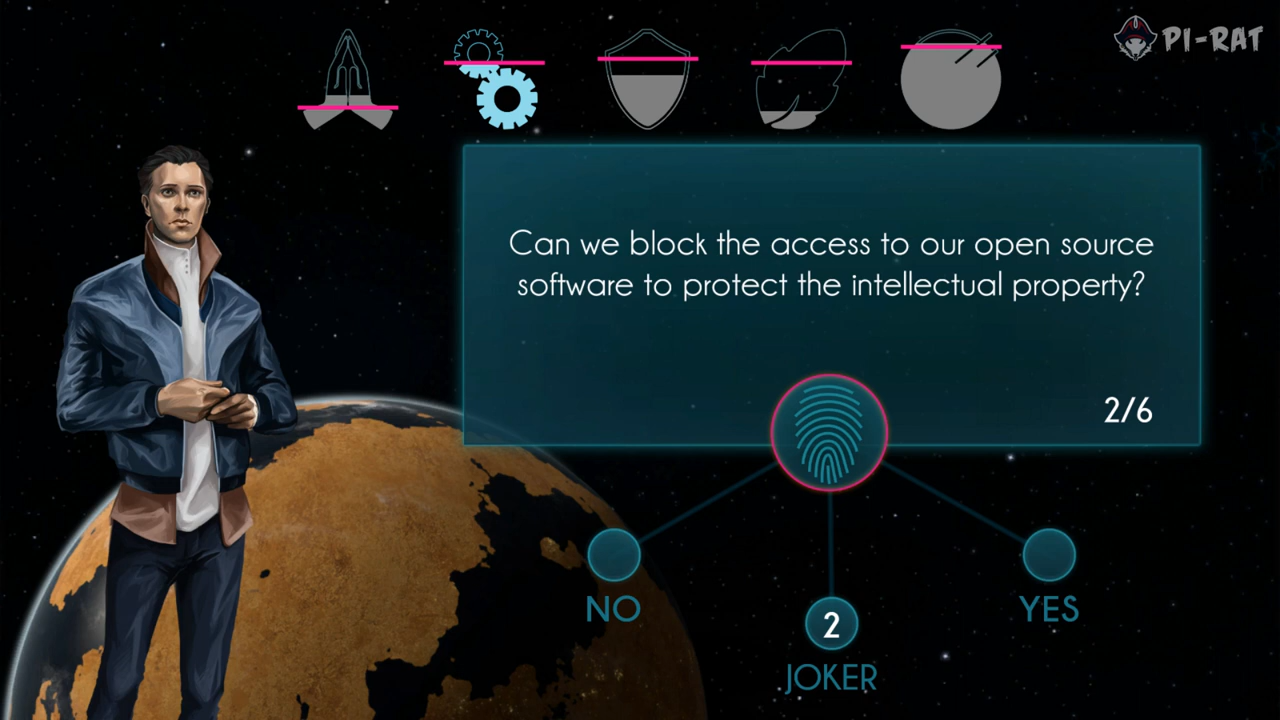 PI-RAT
Can we block the access to our open source
software to protect the intellectual property?
2/6
NO
YES
2
JOKER